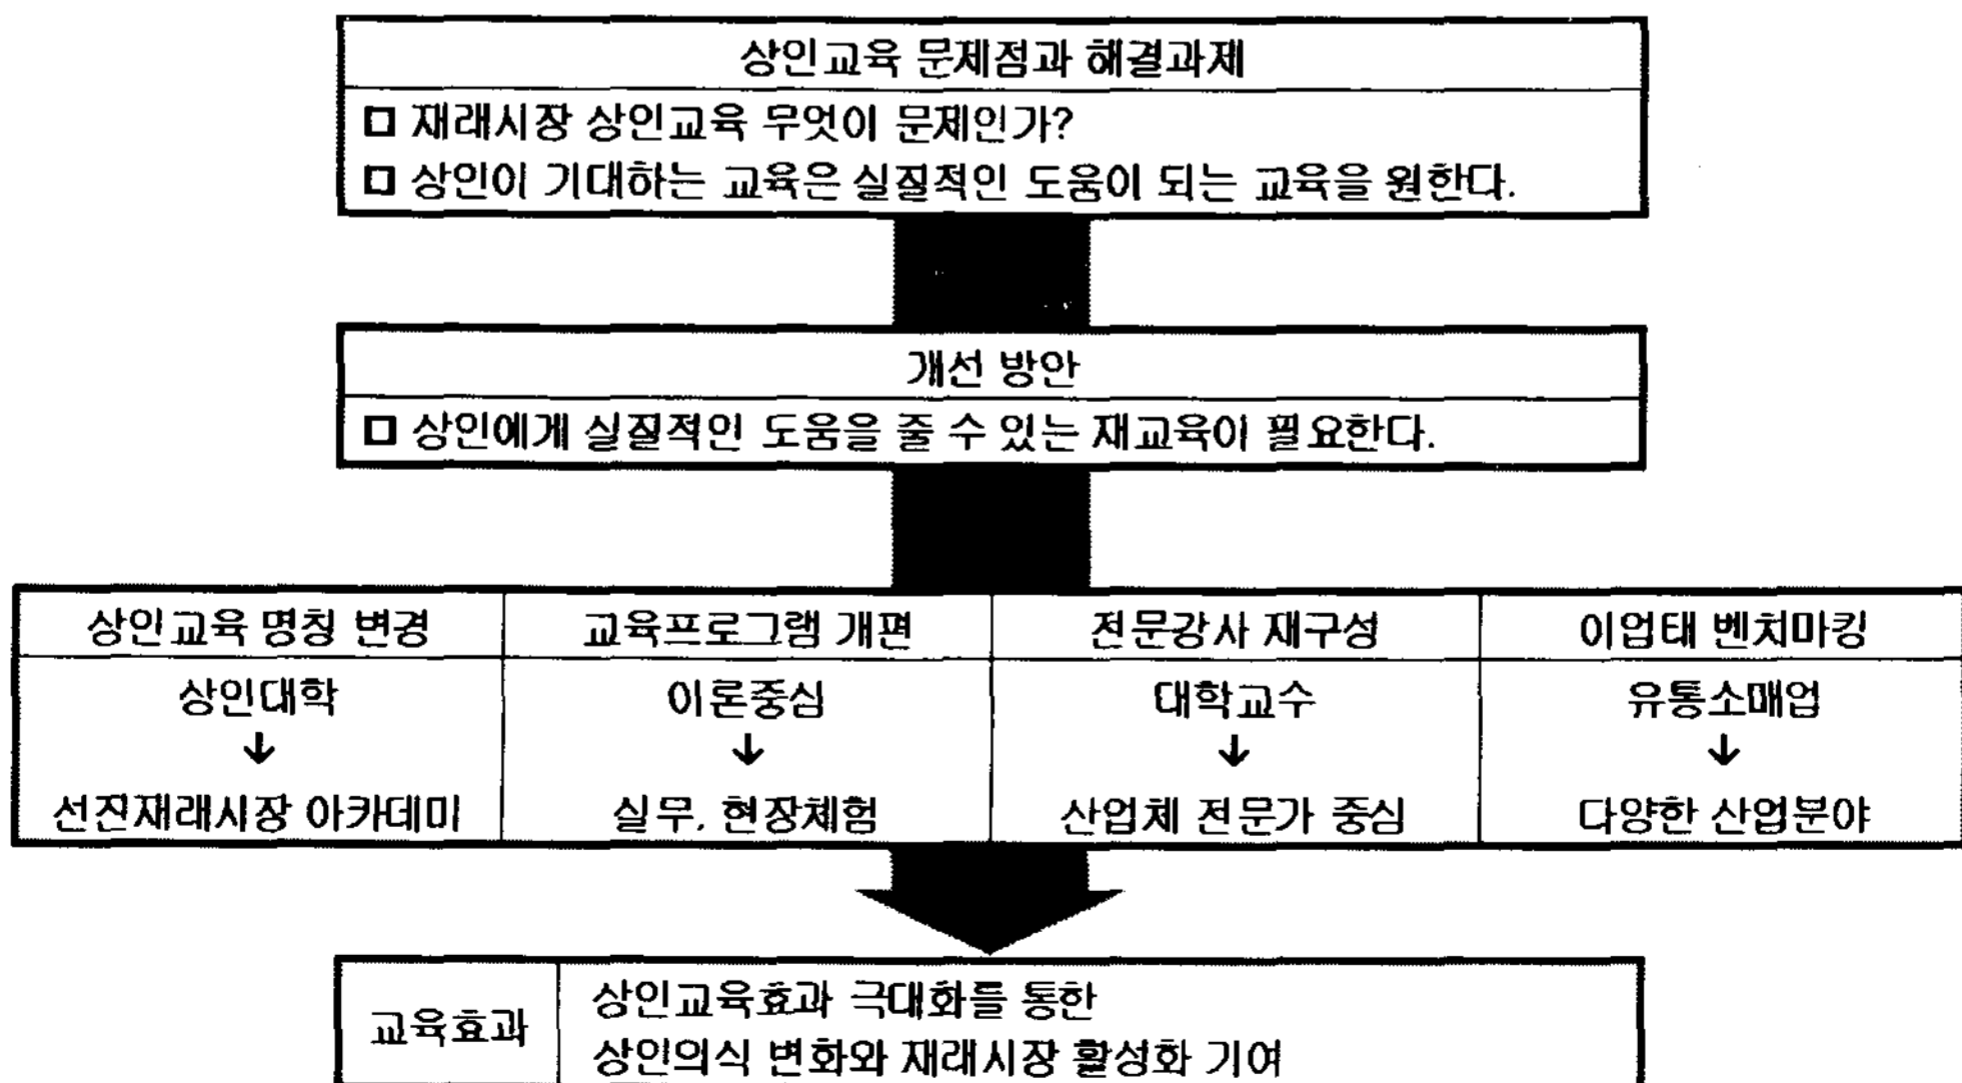 상인교육 문제점과 해결과제
□ 재래시장 상인교육 무엇이 문제인가?
□ 상인이 기대하는 교육은 실질적인 도움이 되는 교육을 원한다.
개선 방안
□ 상인에게 실질적인 도움을 줄 수 있는 재교육이 필요한다.
상인교육 명칭 변경 교육프로그램 개편 전문강사 재구성 이업태 벤치마킹
상인대학 이론중심 대학교수 유통소매업
↓ ↓ ↓ ↓
선진재래시장 아카데미 실무, 현장체험 산업체 전문가 중심 다양한 산업분야
교육효과
상인교육효과 극대화를 통한
상인의식 변화와 재래시장 활성화 기여